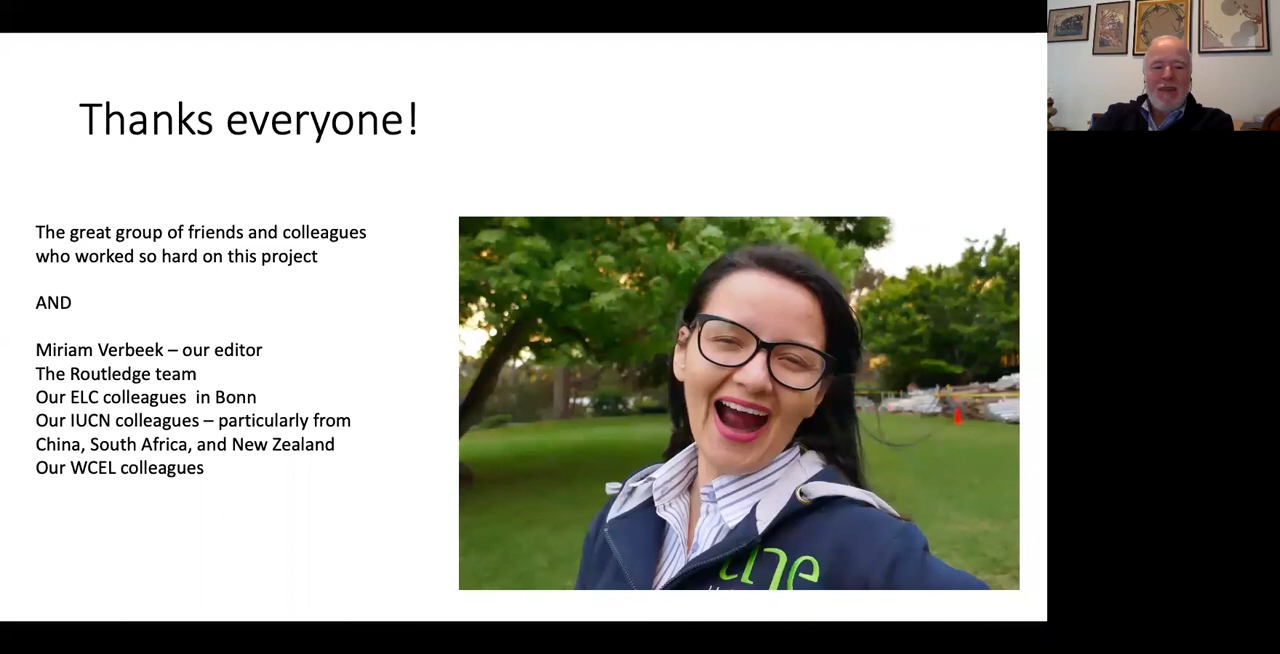 Thanks everyone!
The great group of friends and colleagues
who worked so hard on this project
AND
Miriam Verbeek – our editor
The Routledge team
Our ELC colleagues  in Bonn
Our IUCN colleagues – particularly from
China, South Africa, and New Zealand
Our WCEL colleagues
une